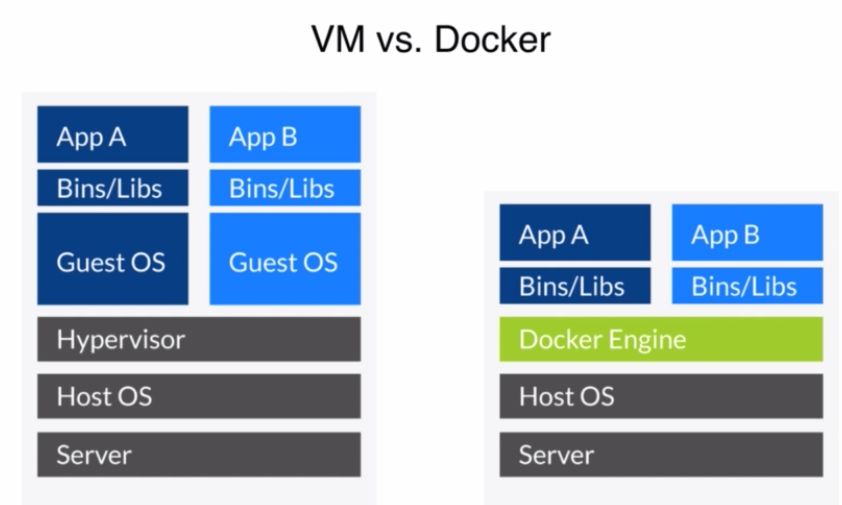 VM vs. Docker
App A
App B
Bins/Libs
Bins/Libs
Guest OS
Guest OS
Hypervisor
Host OS
Server
App A
App B
Bins/Libs
Bins/Libs
Docker Engine
Host OS
Server